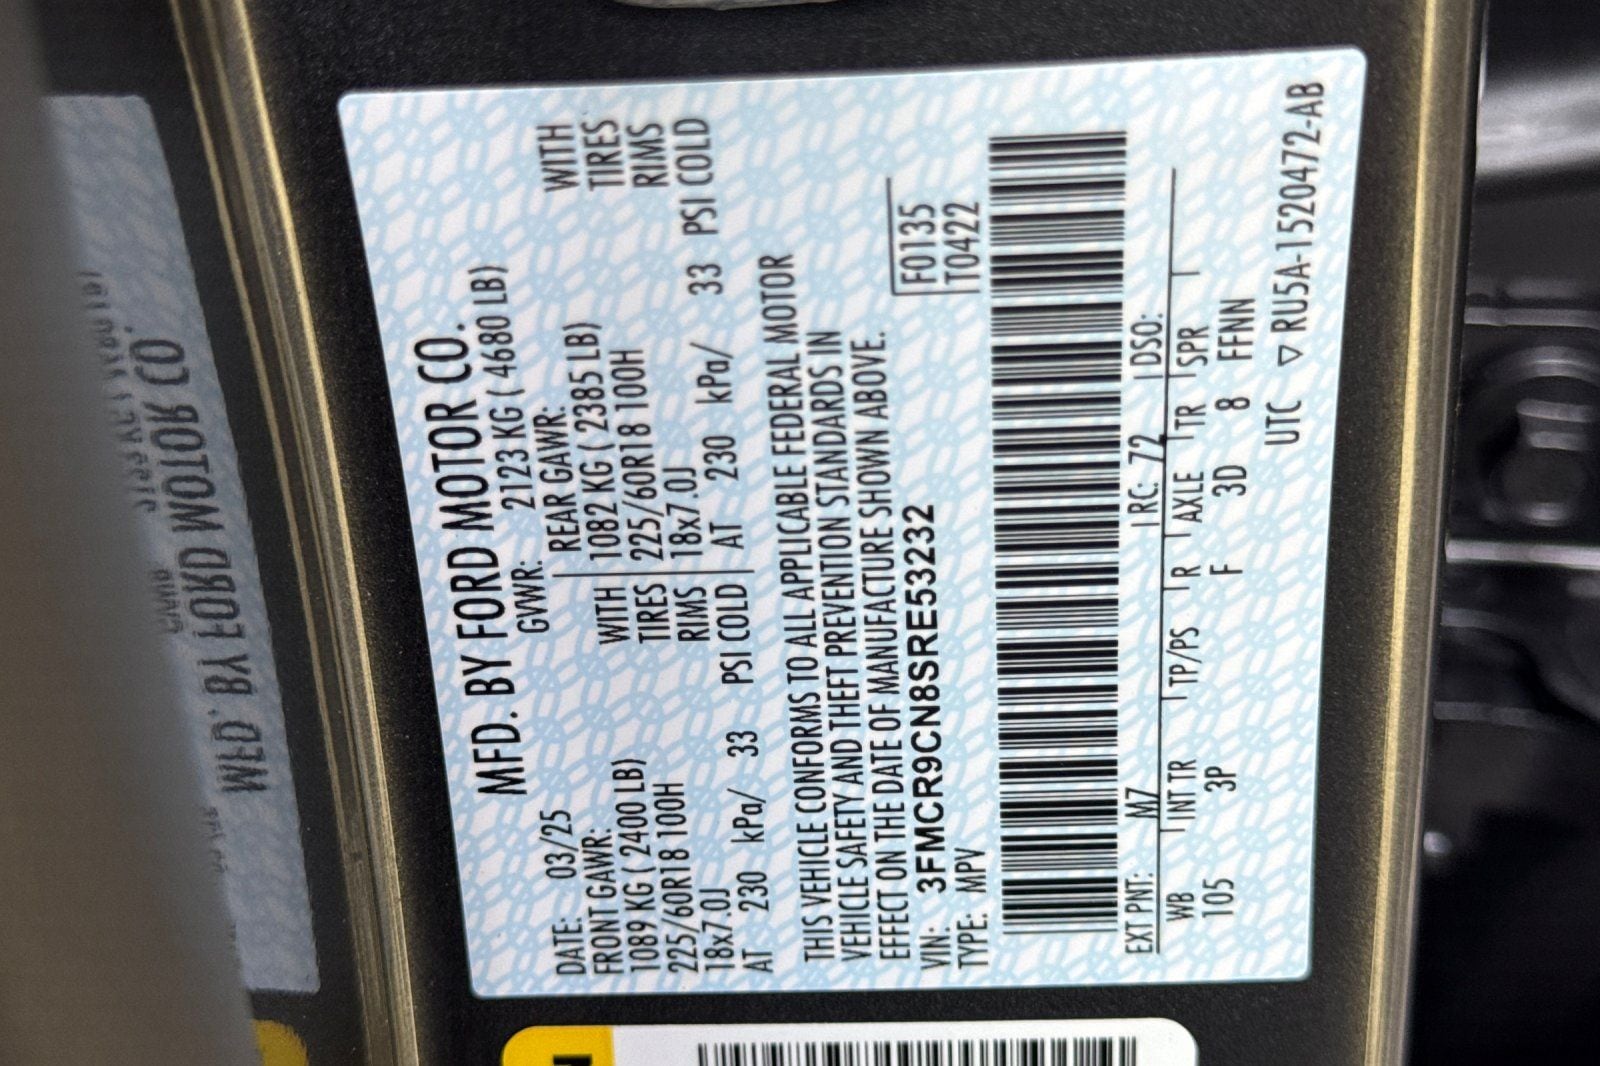 MFD. BY FORD MOTOR CO.
DATE: 03/25 GVWR: 2123 KG ( 4680 LB)
FRONT GAWR: REAR GAWR:
1089 KG ( 2400 LB) WITH 1082 KG ( 2385 LB) WITH
225/60R18 100H TIRES 225/60R18 100H TIRES
18x7.0J RIMS 18x7.0J RIMS
AT 230 kPa/ 33 PSI COLD AT 230 kPa/ 33 PSI COLD
THIS VEHICLE CONFORMS TO ALL APPLICABLE FEDERAL MOTOR
VEHICLE SAFETY AND THEFT PREVENTION STANDARDS IN
EFFECT ON THE DATE OF MANUFACTURE SHOWN ABOVE.
VIN: 3FMCR9CN8SRE53232 F0135
TYPE: MPV T0422
EXT PNT: M7 RC: 72 DSO:
WB INT TR TP/PS R AXLE TR SPR
105 3P F 3D 8 FFNN
UTC ▽ RU5A-1520472-AB
MFD. BY FORD MOTOR CO.